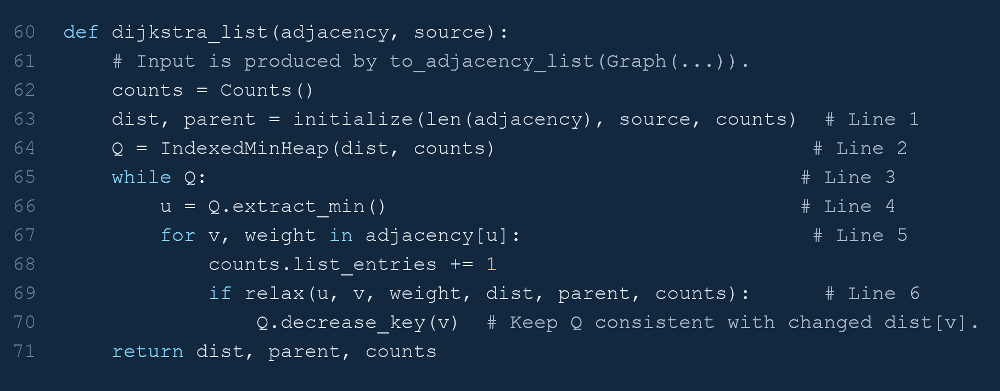 60 def dijkstra_list(adjacency, source):
61     # Input is produced by to_adjacency_list(Graph(...)).
62     counts = Counts()
63     dist, parent = initialize(len(adjacency), source, counts)  # Line 1
64     Q = IndexedMinHeap(dist, counts)                          # Line 2
65     while Q:                                                 # Line 3
66         u = Q.extract_min()                                  # Line 4
67         for v, weight in adjacency[u]:                        # Line 5
68             counts.list_entries += 1
69             if relax(u, v, weight, dist, parent, counts):      # Line 6
70                 Q.decrease_key(v)  # Keep Q consistent with changed dist[v].
71     return dist, parent, counts